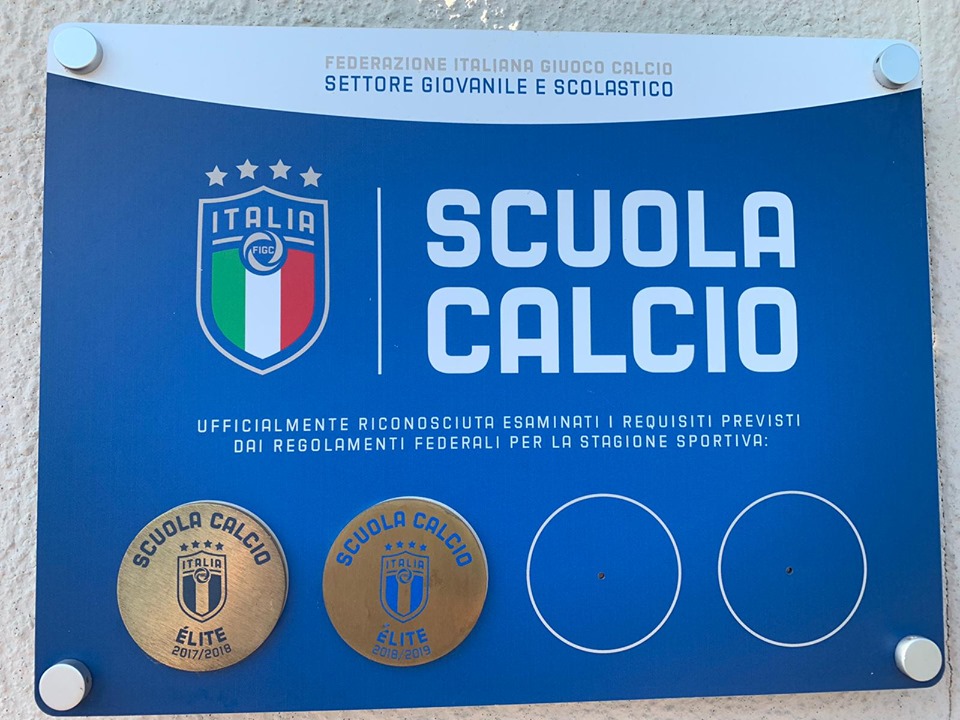 FEDERAZIONE ITALIANA GIUOCO CALCIO
SETTORE GIOVANILE E SCOLASTICO
ITALIA
FIGC
SCUOLA
CALCIO
UFFICIALMENTE RICONOSCIUTA ESAMINATI I REQUISITI PREVISTI
DAI REGOLAMENTI FEDERALI PER LA STAGIONE SPORTIVA:
SCUOLA CALCIO
ITALIA
ÉLITE
2017/2018
SCUOLA CALCIO
ITALIA
ÉLITE
2018/2019